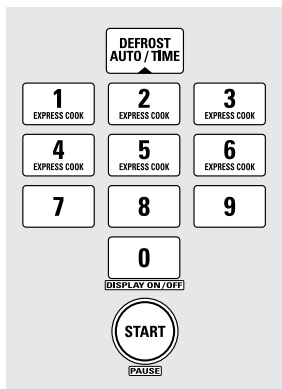 DEFROST
AUTO / TIME
1 2 3
EXPRESS COOK EXPRESS COOK EXPRESS COOK
4 5 6
EXPRESS COOK EXPRESS COOK EXPRESS COOK
7 8 9
0
DISPLAY ON/OFF
START
PAUSE